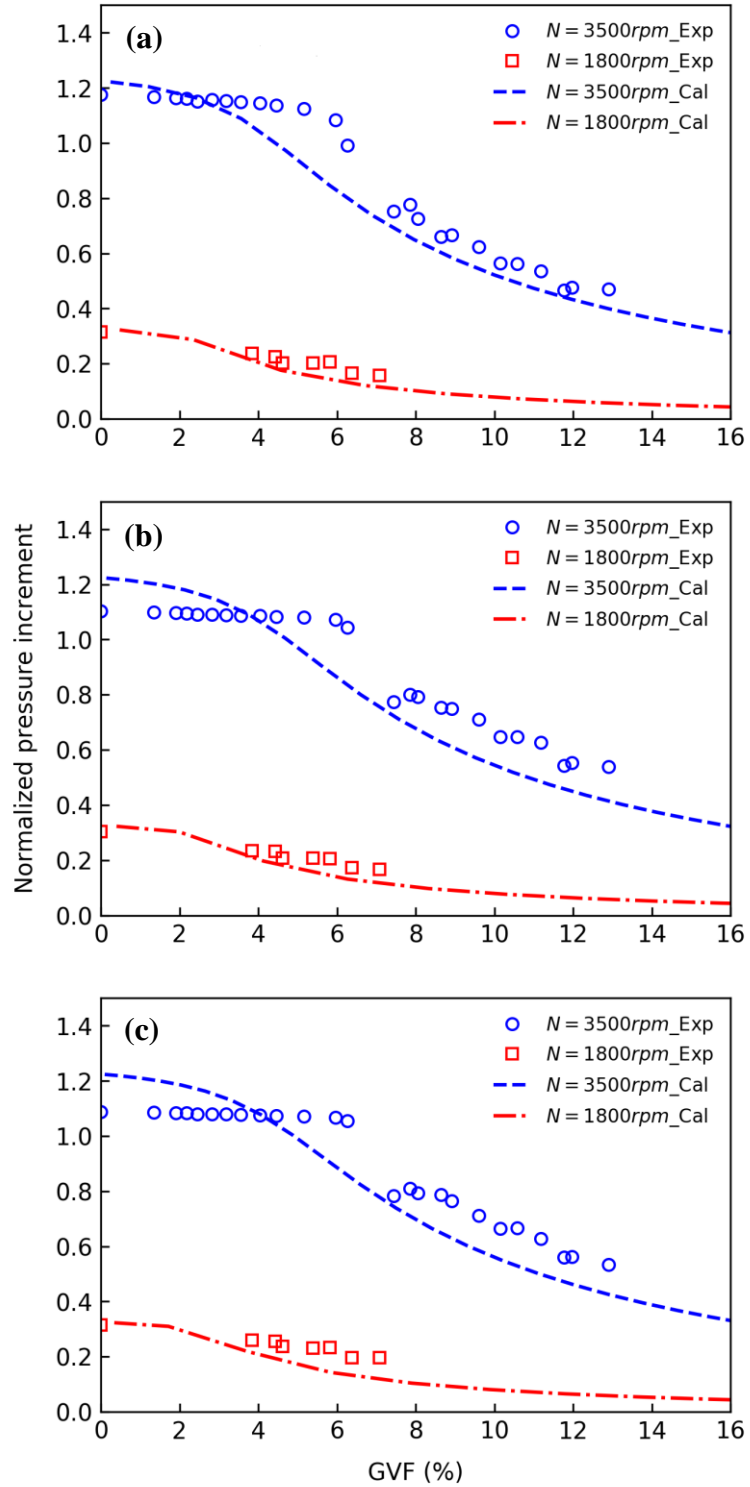 (a)
N = 3500rpm_Exp
N = 1800rpm_Exp
N = 3500rpm_Cal
N = 1800rpm_Cal
1.4
1.2
1.0
0.8
0.6
0.4
0.2
0.0
0 2 4 6 8 10 12 14 16
Normalized pressure increment
(b)
N = 3500rpm_Exp
N = 1800rpm_Exp
N = 3500rpm_Cal
N = 1800rpm_Cal
1.4
1.2
1.0
0.8
0.6
0.4
0.2
0.0
0 2 4 6 8 10 12 14 16
(c)
N = 3500rpm_Exp
N = 1800rpm_Exp
N = 3500rpm_Cal
N = 1800rpm_Cal
1.4
1.2
1.0
0.8
0.6
0.4
0.2
0.0
0 2 4 6 8 10 12 14 16
GVF (%)